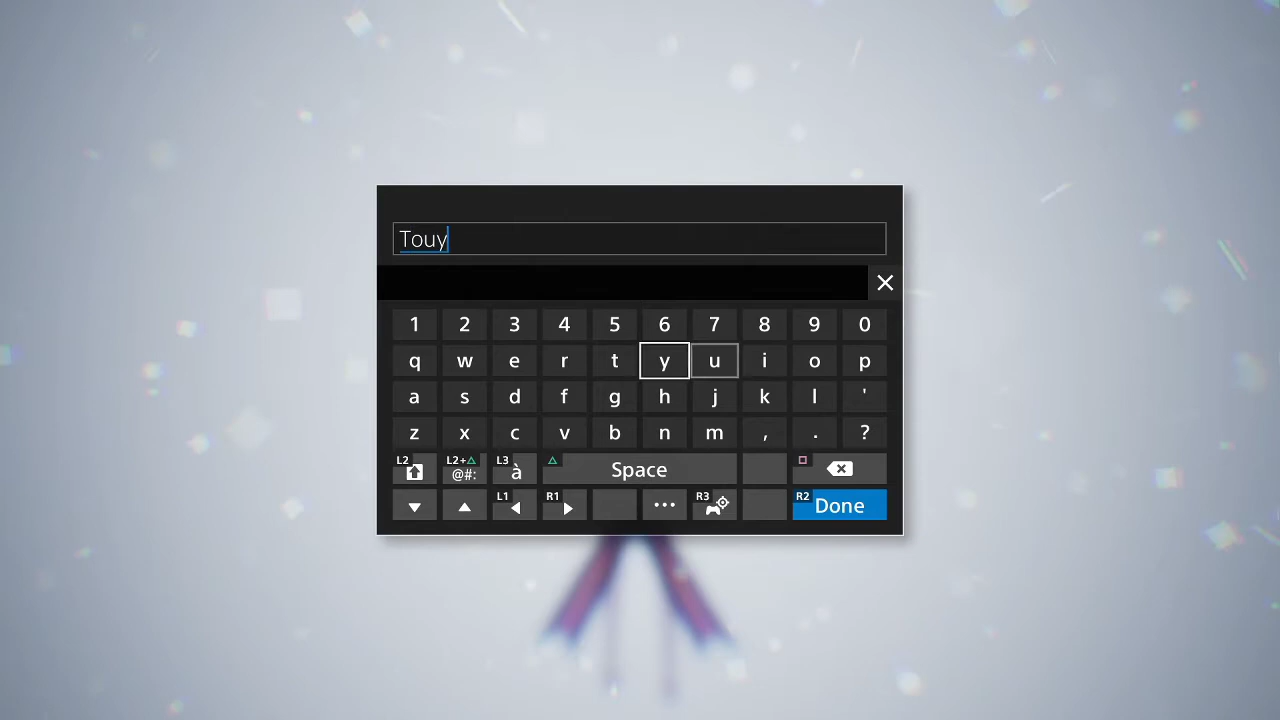 Touy
1 2 3 4 5 6 7 8 9 0
q w e r t y u i o p
a s d f g h j k l '
z x c v b n m , . ?
L2 L2+△ @#: L3 à △ Space □
L1 R1 ... R3 R2 Done